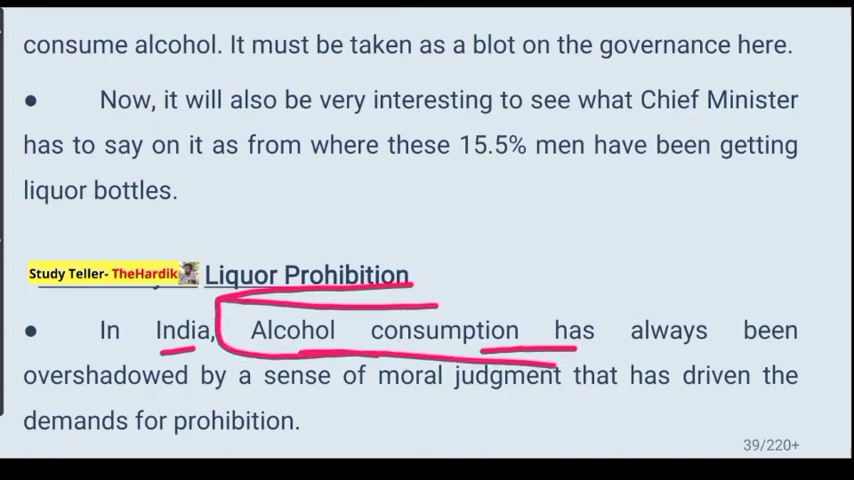 consume alcohol. It must be taken as a blot on the governance here.
● Now, it will also be very interesting to see what Chief Minister
has to say on it as from where these 15.5% men have been getting
liquor bottles.
Study Teller- TheHardik Liquor Prohibition
● In India, Alcohol consumption has always been
overshadowed by a sense of moral judgment that has driven the
demands for prohibition.
39/220+